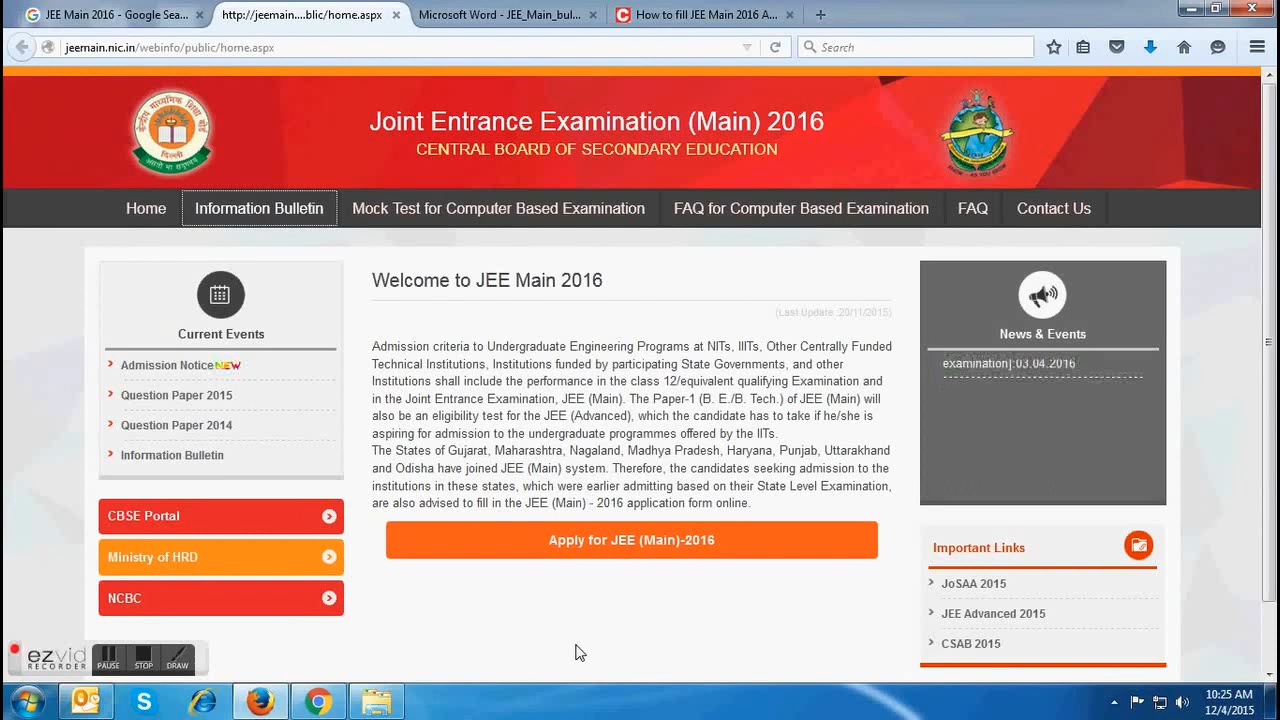 JEE Main 2016 - Google Sea...
http://jeemain....blic/home.aspx
Microsoft Word - JEE_Main_bul...
How to fill JEE Main 2016 A...
jeemain.nic.in/webinfo/public/home.aspx
Search
केन्द्रीय माध्यमिक शिक्षा बोर्ड
दिल्ली
Joint Entrance Examination (Main) 2016
CENTRAL BOARD OF SECONDARY EDUCATION
Home
Information Bulletin
Mock Test for Computer Based Examination
FAQ for Computer Based Examination
FAQ
Contact Us
Current Events
Admission Notice NEW
Question Paper 2015
Question Paper 2014
Information Bulletin
CBSE Portal
Ministry of HRD
NCBC
Welcome to JEE Main 2016
(Last Update :20/11/2015)
Admission criteria to Undergraduate Engineering Programs at NITs, IIITs, Other Centrally Funded
Technical Institutions, Institutions funded by participating State Governments, and other
Institutions shall include the performance in the class 12/equivalent qualifying Examination and
in the Joint Entrance Examination, JEE (Main). The Paper-1 (B. E./B. Tech.) of JEE (Main) will
also be an eligibility test for the JEE (Advanced), which the candidate has to take if he/she is
aspiring for admission to the undergraduate programmes offered by the IITs.
The States of Gujarat, Maharashtra, Nagaland, Madhya Pradesh, Haryana, Punjab, Uttarakhand
and Odisha have joined JEE (Main) system. Therefore, the candidates seeking admission to the
institutions in these states, which were earlier admitting based on their State Level Examination,
are also advised to fill in the JEE (Main) - 2016 application form online.
Apply for JEE (Main)-2016
News & Events
examination]:03.04.2016
Important Links
JoSAA 2015
JEE Advanced 2015
CSAB 2015
ezvid
RECORDER
PAUSE
STOP
DRAW
10:25 AM
12/4/2015